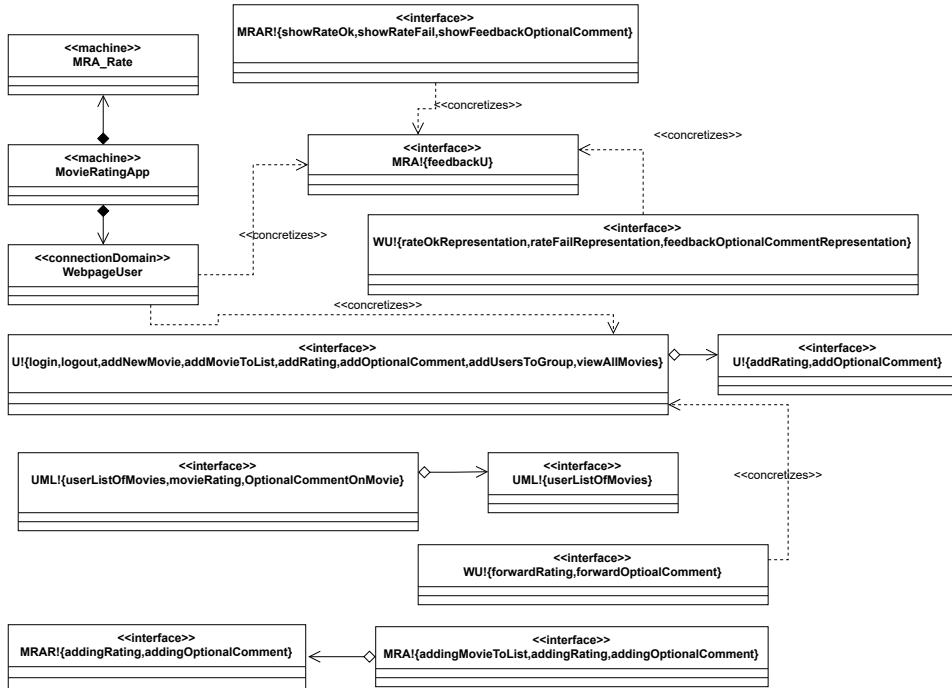 <<interface>>
MRAR!{showRateOk,showRateFail,showFeedbackOptionalComment}
<<machine>>
MRA_Rate
<<concretizes>>
<<concretizes>>
<<interface>>
MRA!{feedbackU}
<<machine>>
MovieRatingApp
<<concretizes>>
<<interface>>
WU!{rateOkRepresentation,rateFailRepresentation,feedbackOptionalCommentRepresentation}
<<connectionDomain>>
WebpageUser
<<concretizes>>
<<interface>>
U!{login,logout,addNewMovie,addMovieToList,addRating,addOptionalComment,addUsersToGroup,viewAllMovies}
<<interface>>
U!{addRating,addOptionalComment}
<<interface>>
UML!{userListOfMovies,movieRating,OptionalCommentOnMovie}
<<interface>>
UML!{userListOfMovies}
<<concretizes>>
<<interface>>
WU!{forwardRating,forwardOptioalComment}
<<interface>>
MRAR!{addingRating,addingOptionalComment}
<<interface>>
MRA!{addingMovieToList,addingRating,addingOptionalComment}